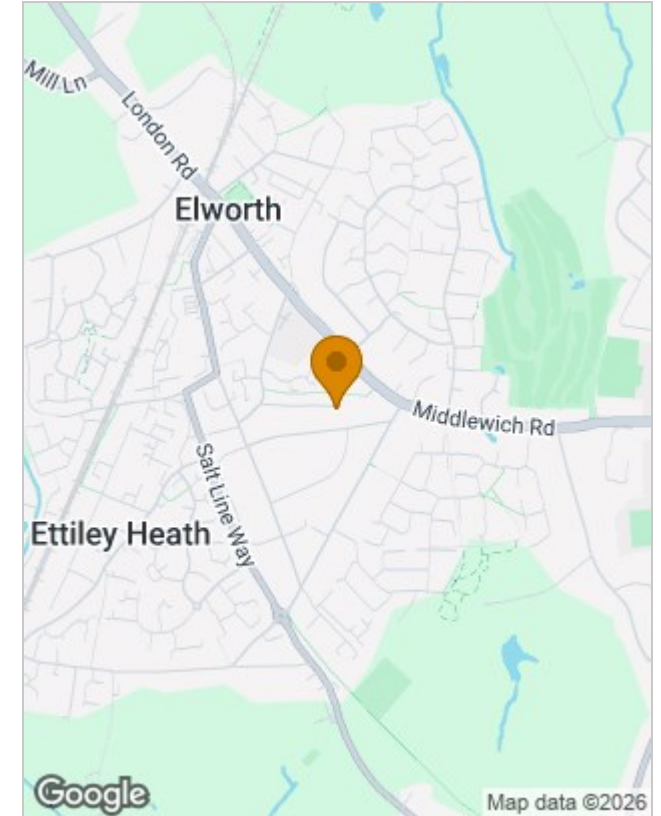 Mill Ln
London Rd
Elworth
Middlewich Rd
Salt Line Way
Ettiley Heath
Google
Map data ©2026